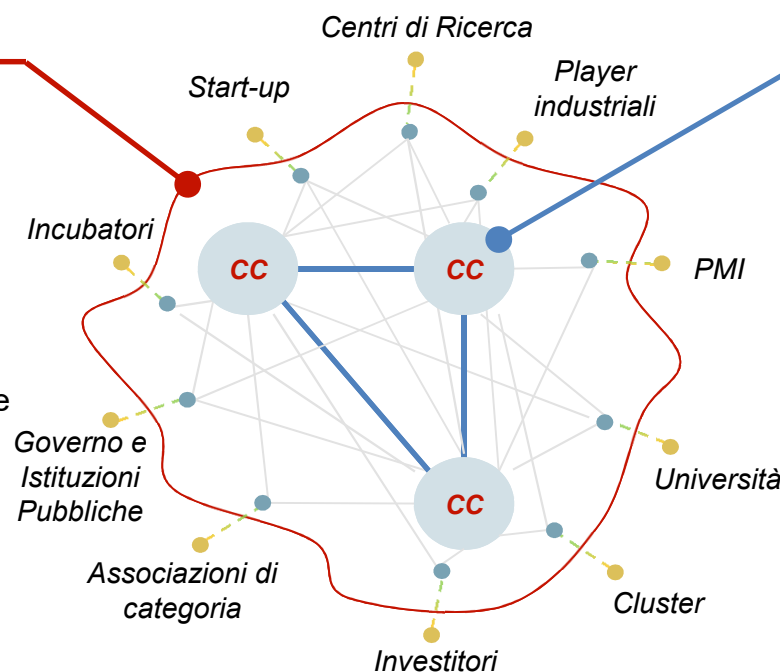 Centri di Ricerca
Start-up
Player
industriali
Incubatori
CC
CC
PMI
e
Governo e
Istituzioni
Pubbliche
Università
CC
Associazioni di
categoria
Cluster
Investitori